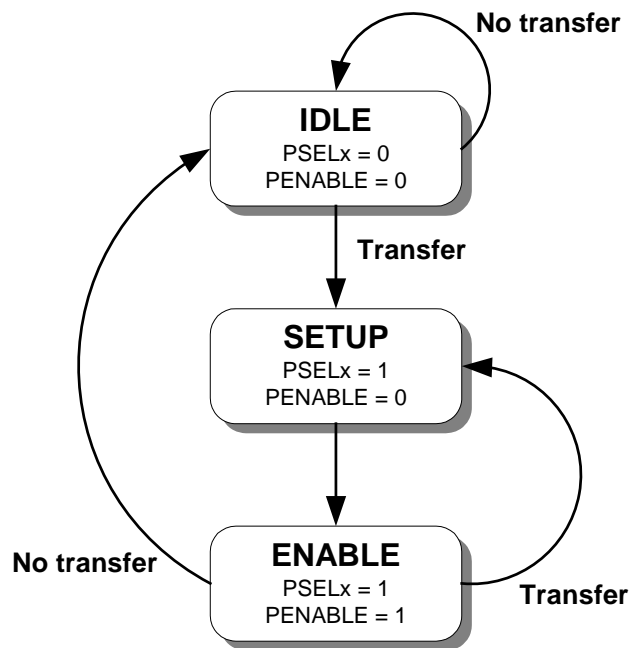 No transfer
IDLE
PSELx = 0
PENABLE = 0
Transfer
SETUP
PSELx = 1
PENABLE = 0
No transfer
ENABLE
PSELx = 1
PENABLE = 1
Transfer